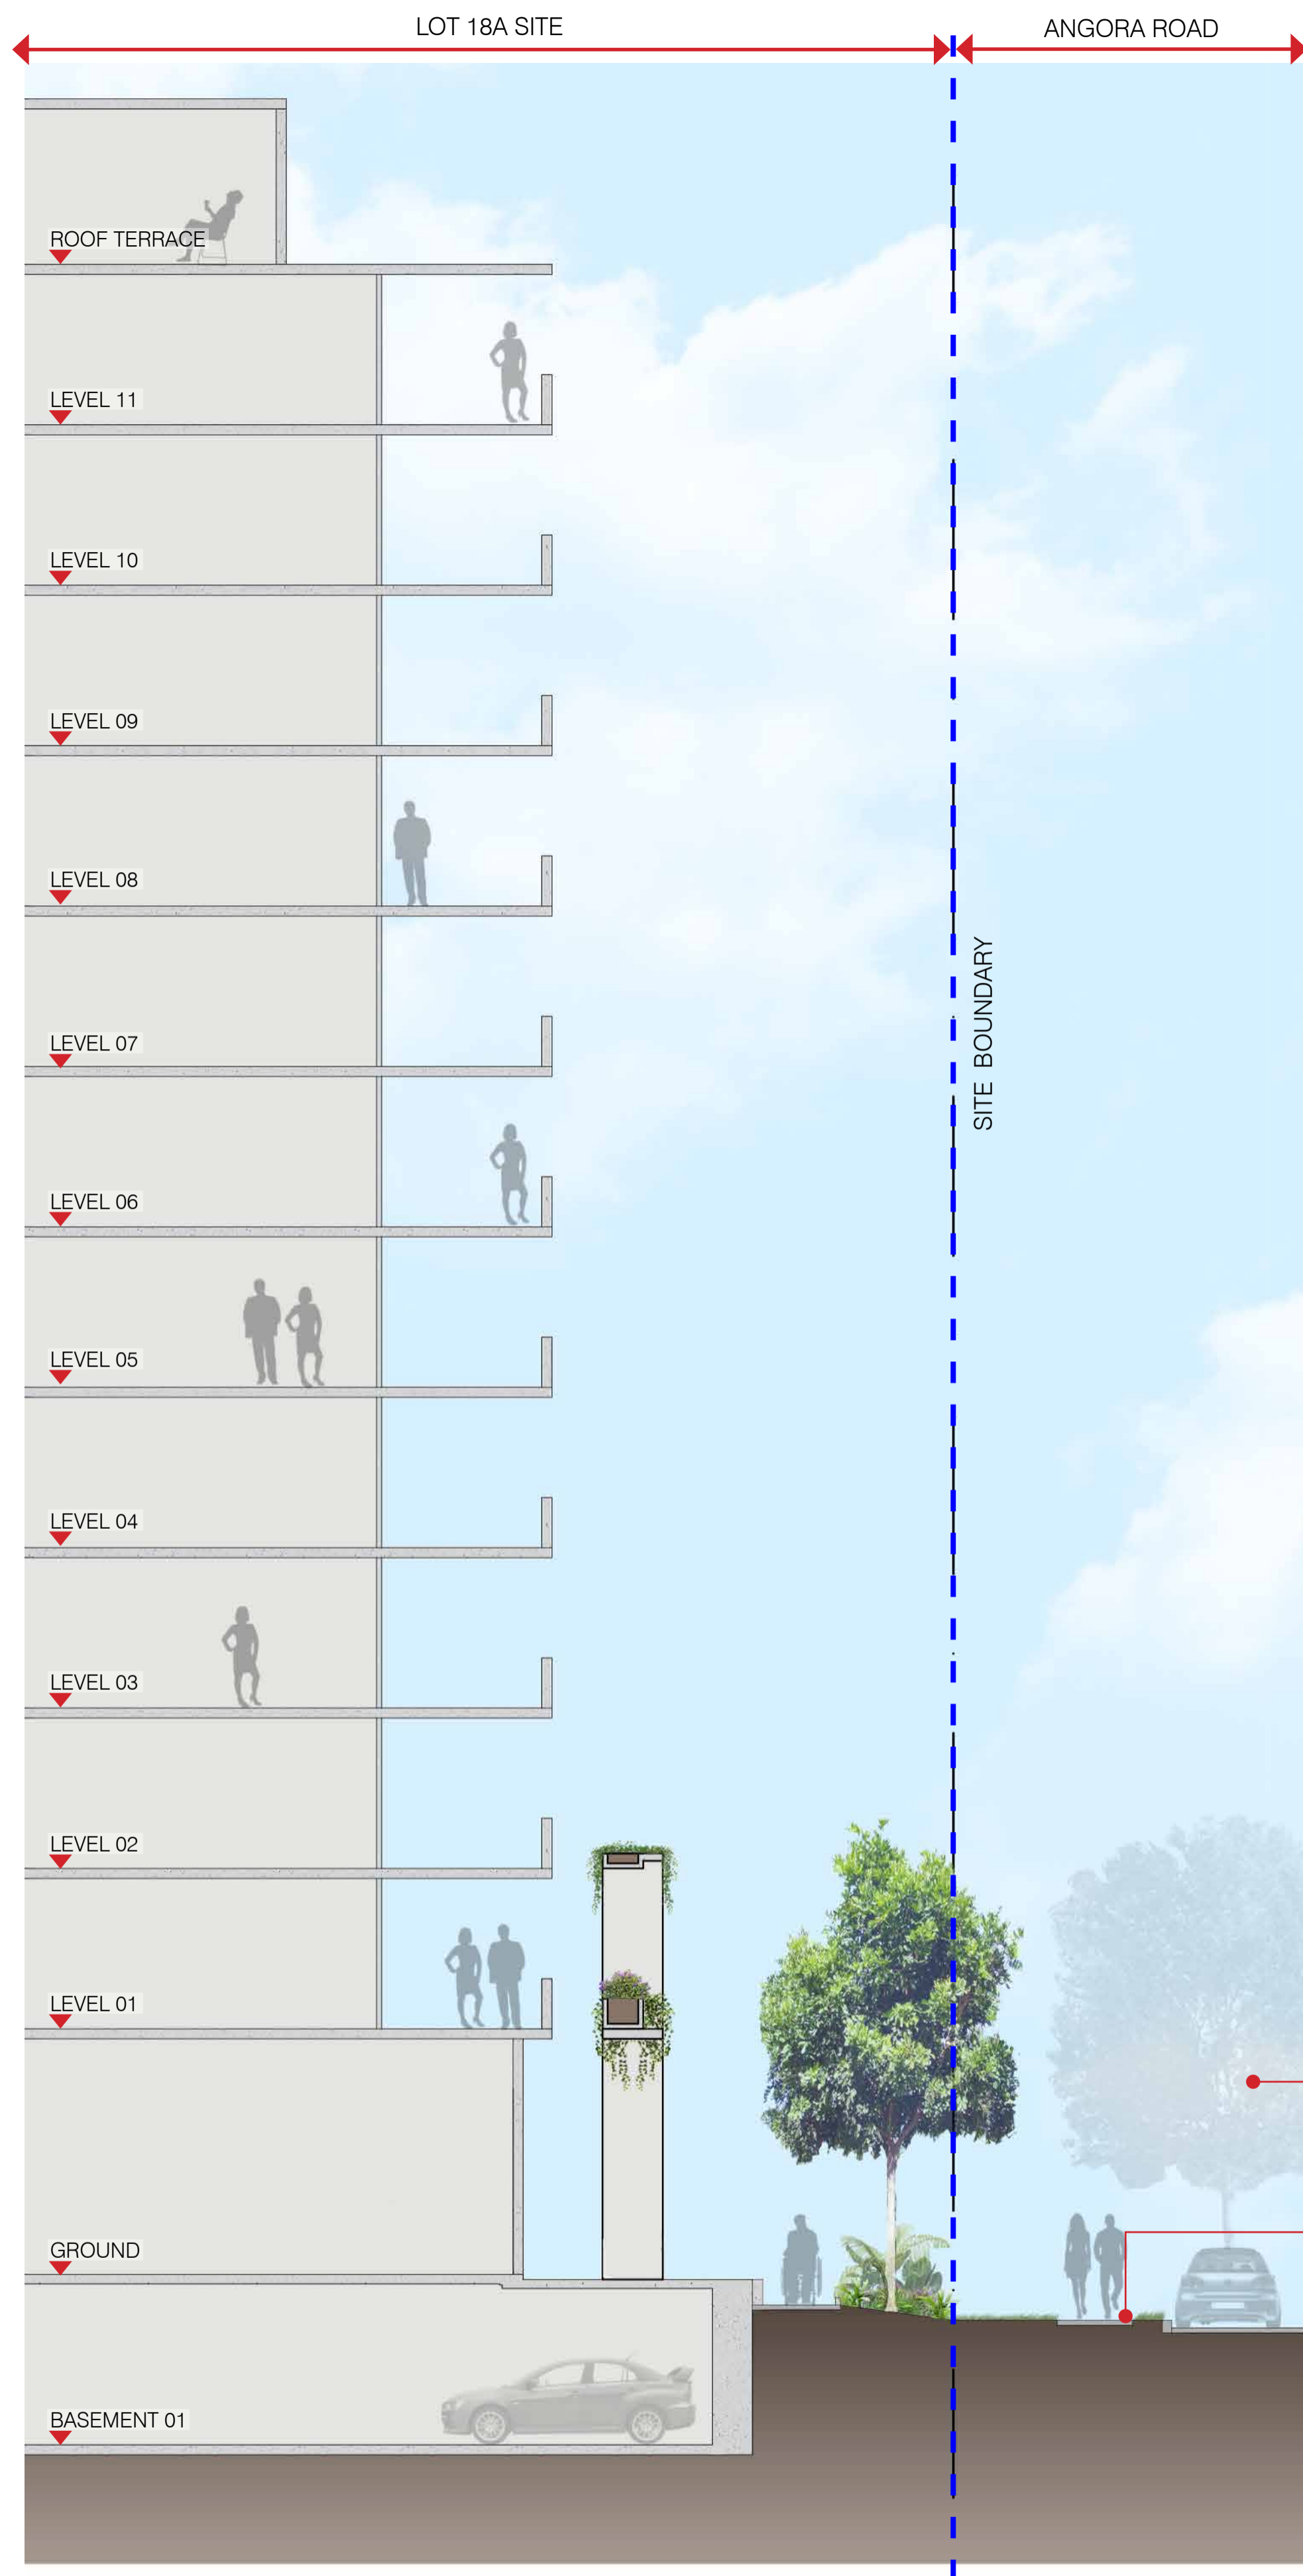 LOT 18A SITE
ANGORA ROAD
ROOF TERRACE
LEVEL 11
LEVEL 10
LEVEL 09
LEVEL 08
SITE BOUNDARY
LEVEL 07
LEVEL 06
LEVEL 05
LEVEL 04
LEVEL 03
LEVEL 02
LEVEL 01
GROUND
BASEMENT 01